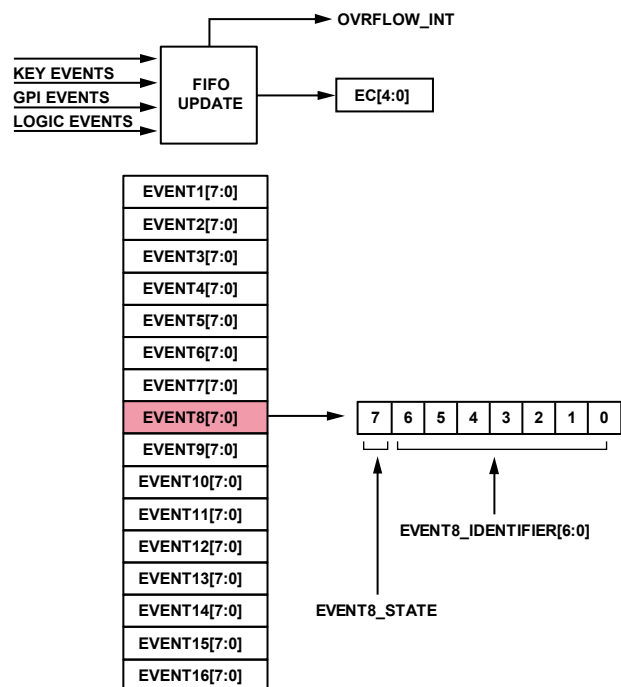 OVRFLOW_INT
KEY EVENTS
GPI EVENTS
LOGIC EVENTS
FIFO
UPDATE
EC[4:0]
EVENT1[7:0]
EVENT2[7:0]
EVENT3[7:0]
EVENT4[7:0]
EVENT5[7:0]
EVENT6[7:0]
EVENT7[7:0]
EVENT8[7:0]
7 6 5 4 3 2 1 0
EVENT9[7:0]
EVENT10[7:0]
EVENT11[7:0]
EVENT8_IDENTIFIER[6:0]
EVENT12[7:0]
EVENT13[7:0]
EVENT14[7:0]
EVENT8_STATE
EVENT15[7:0]
EVENT16[7:0]